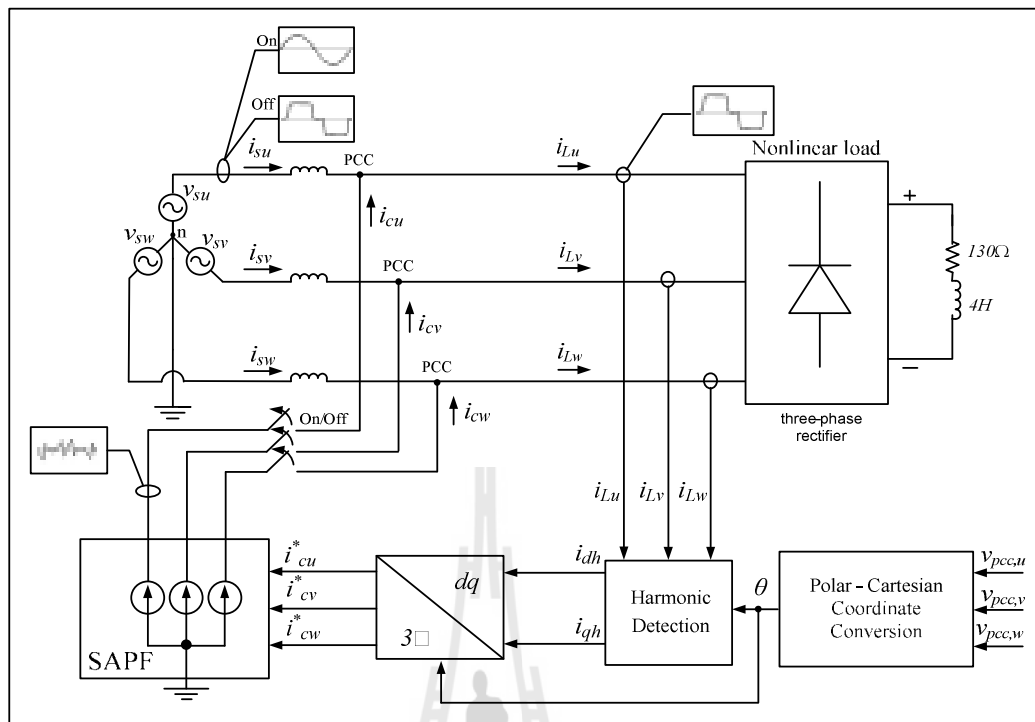 On
Off
i_su
PCC
i_Lu
Nonlinear load
v_su
i_cu
+
n
v_sw
v_sv
i_sv
PCC
i_Lv
130Ω
4H
i_cv
i_sw
PCC
i_Lw
−
On/Off
i_cw
three-phase
rectifier
i_Lu
i_Lv
i_Lw
i*_cu
i*_cv
i*_cw
dq
3□
i_dh
i_qh
Harmonic
Detection
θ
Polar - Cartesian
Coordinate
Conversion
v_pcc,u
v_pcc,v
v_pcc,w
SAPF